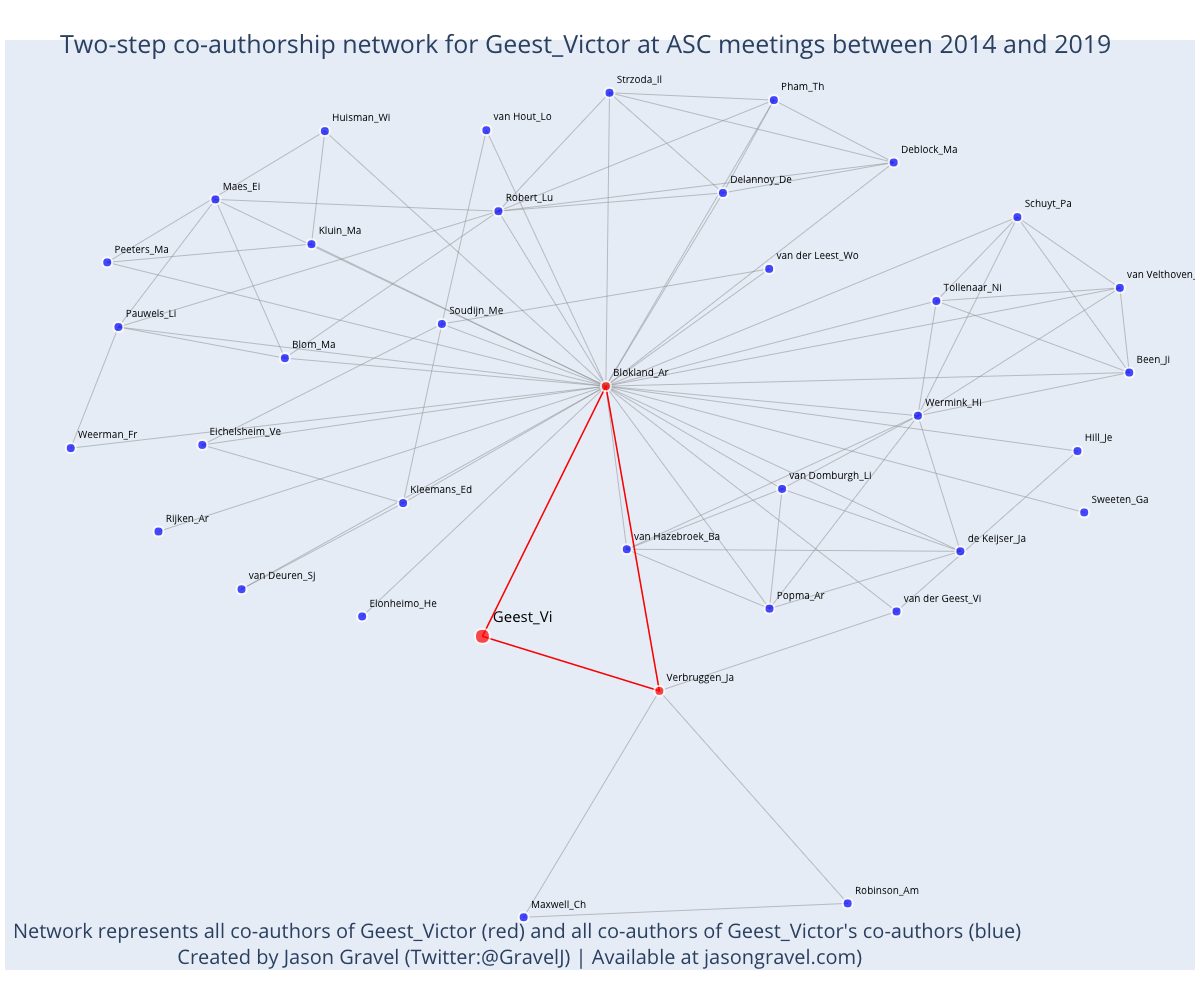 Two-step co-authorship network for Geest_Victor at ASC meetings between 2014 and 2019
Strzoda_Il
Pham_Th
Huisman_Wi
van Hout_Lo
Deblock_Ma
Delannoy_De
Maes_Ei
Robert_Lu
Schuyt_Pa
Kluin_Ma
Peeters_Ma
van der Leest_Wo
van Velthoven_
Tollenaar_Ni
Pauwels_Li
Soudijn_Me
Blom_Ma
Been_Ji
Blokland_Ar
Wermink_Hi
Weerman_Fr
Eichelsheim_Ve
Hill_Je
van Domburgh_Li
Kleemans_Ed
Sweeten_Ga
Rijken_Ar
van Hazebroek_Ba
de Keijser_Ja
van Deuren_Sj
Popma_Ar
van der Geest_Vi
Elonheimo_He
Geest_Vi
Verbruggen_Ja
Robinson_Am
Maxwell_Ch
Network represents all co-authors of Geest_Victor (red) and all co-authors of Geest_Victor's co-authors (blue)
Created by Jason Gravel (Twitter:@GravelJ) | Available at jasongravel.com)